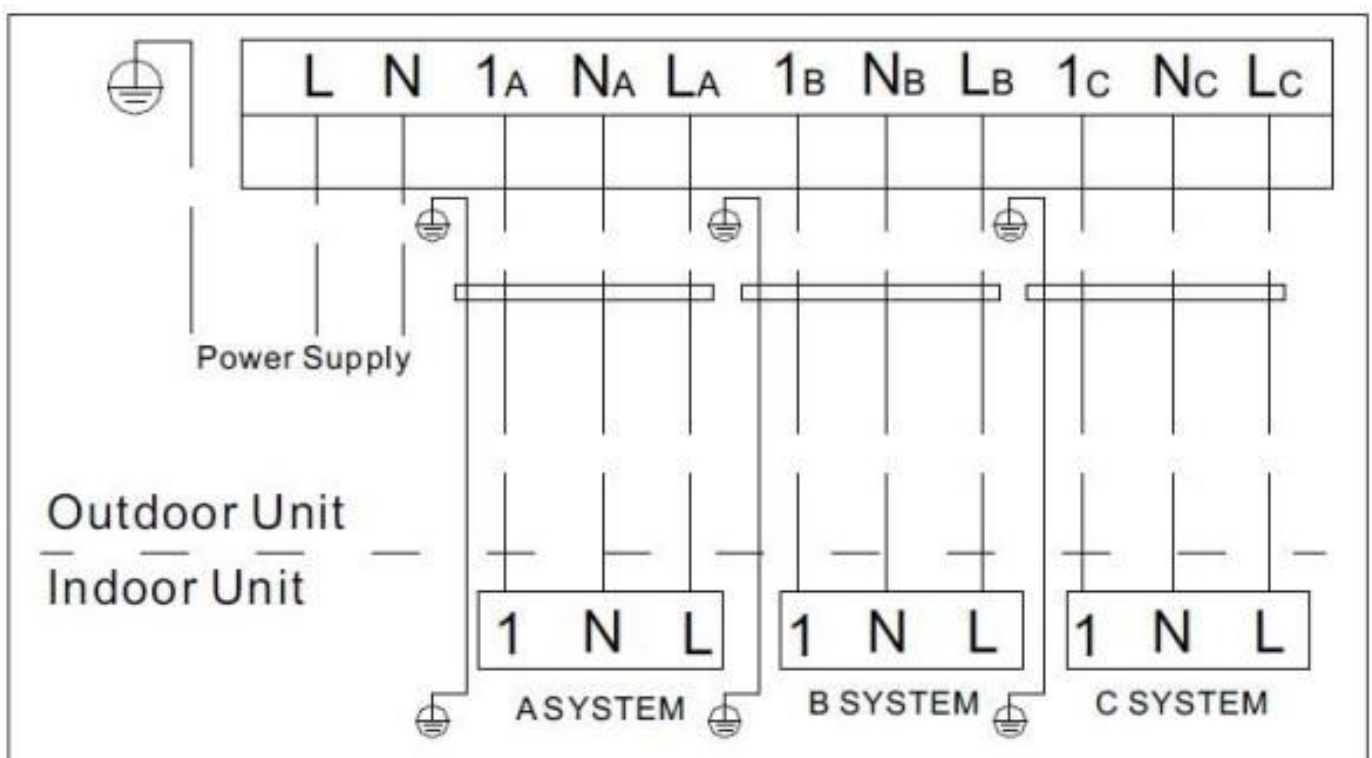 L N 1A NA LA 1B NB LB 1C NC LC
Power Supply
Outdoor Unit
Indoor Unit
1 N L 1 N L 1 N L
A SYSTEM B SYSTEM C SYSTEM